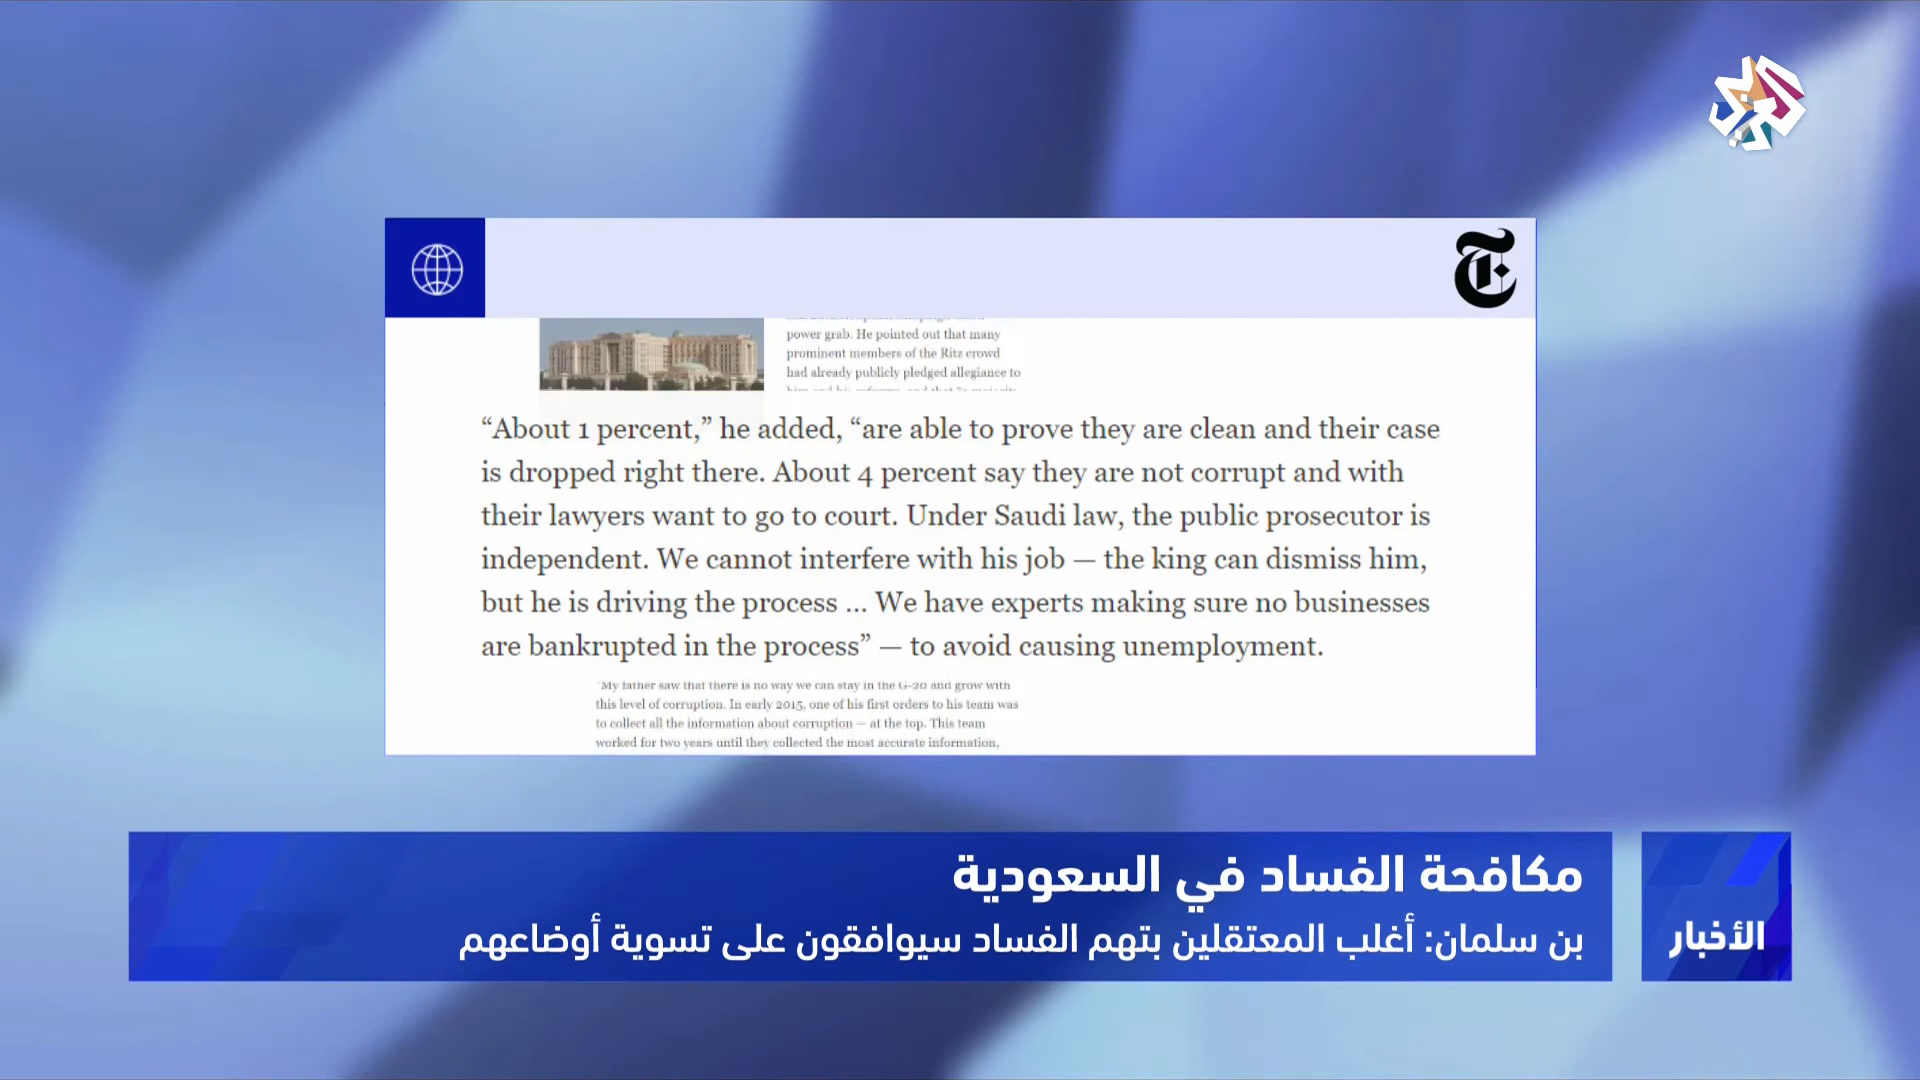 power grab. He pointed out that many
prominent members of the Ritz crowd
had already publicly pledged allegiance to
“About 1 percent,” he added, “are able to prove they are clean and their case
is dropped right there. About 4 percent say they are not corrupt and with
their lawyers want to go to court. Under Saudi law, the public prosecutor is
independent. We cannot interfere with his job — the king can dismiss him,
but he is driving the process ... We have experts making sure no businesses
are bankrupted in the process” — to avoid causing unemployment.
"My father saw that there is no way we can stay in the G-20 and grow with
this level of corruption. In early 2015, one of his first orders to his team was
to collect all the information about corruption — at the top. This team
worked for two years until they collected the most accurate information,
مكافحة الفساد في السعودية
بن سلمان: أغلب المعتقلين بتهم الفساد سيوافقون على تسوية أوضاعهم
الأخبار